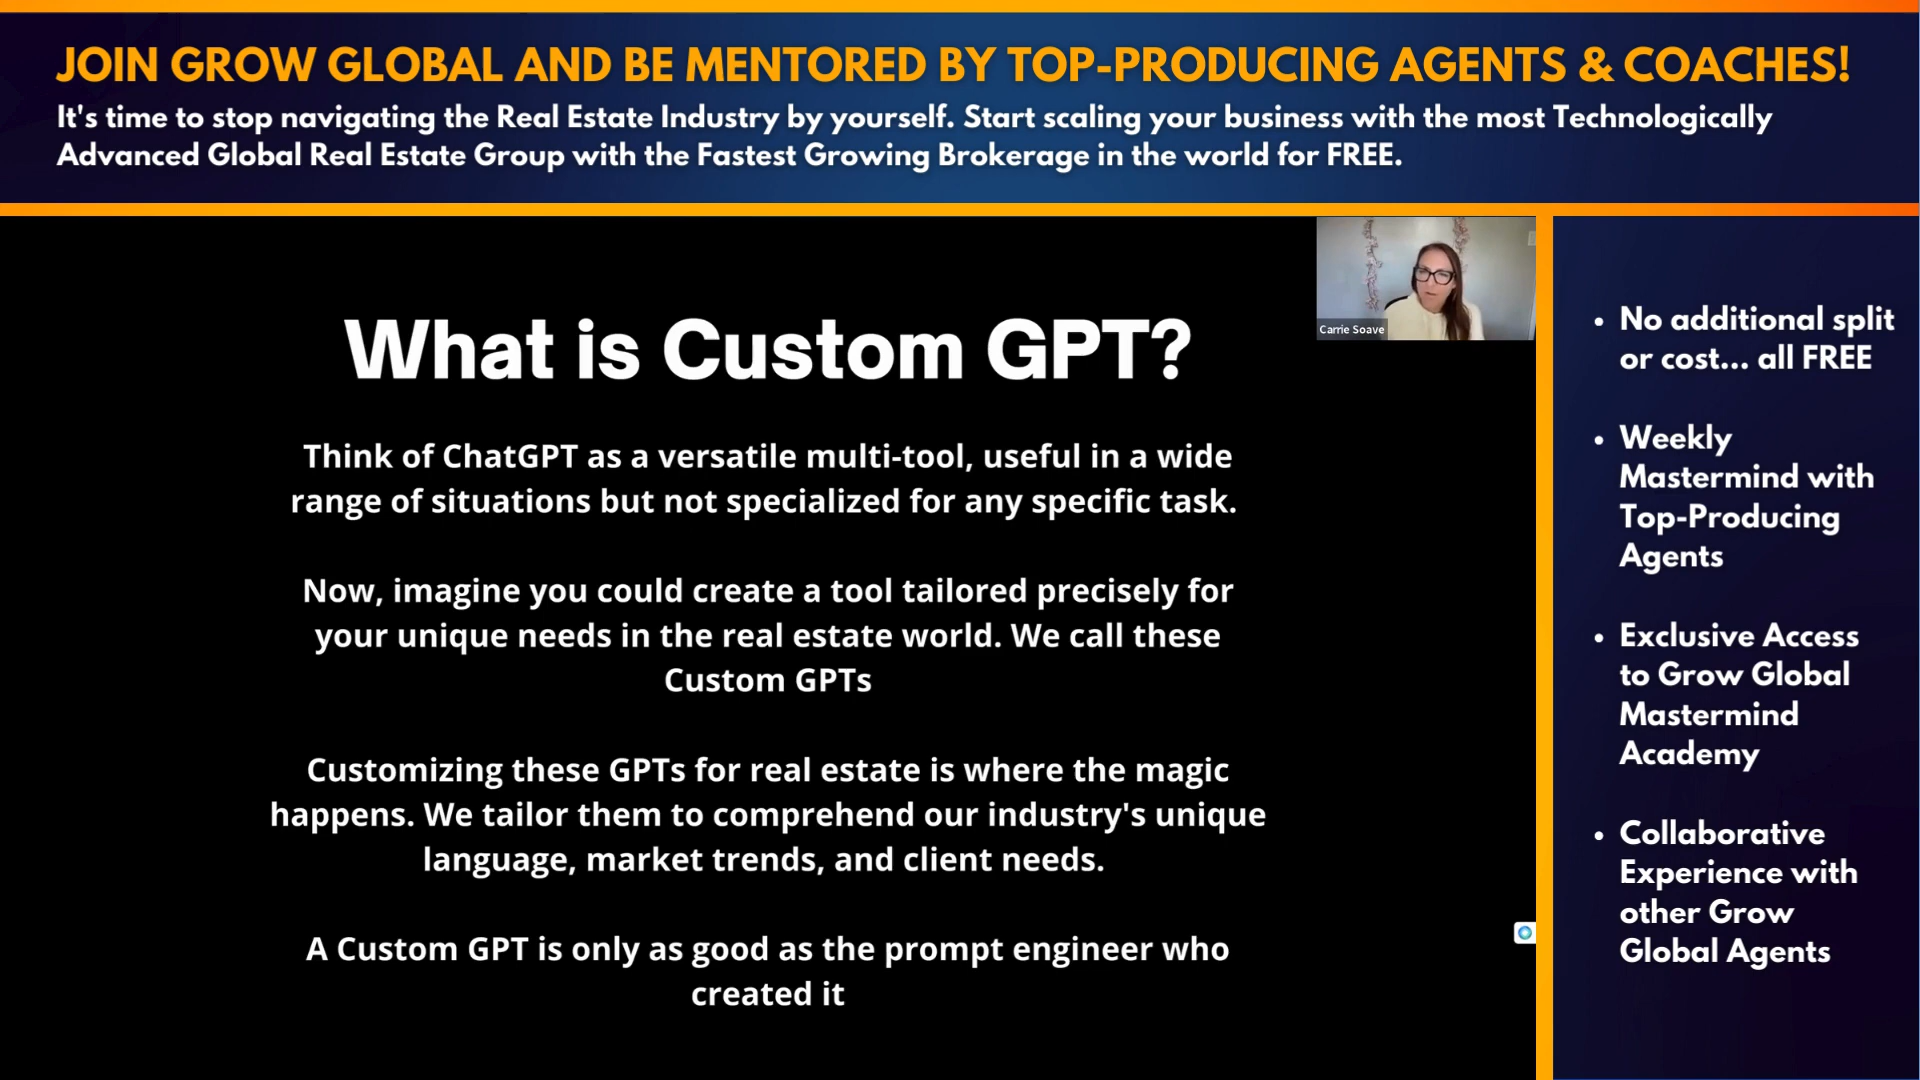 JOIN GROW GLOBAL AND BE MENTORED BY TOP-PRODUCING AGENTS & COACHES!
It's time to stop navigating the Real Estate Industry by yourself. Start scaling your business with the most Technologically
Advanced Global Real Estate Group with the Fastest Growing Brokerage in the world for FREE.
Carrie Soave
What is Custom GPT?
Think of ChatGPT as a versatile multi-tool, useful in a wide
range of situations but not specialized for any specific task.
Now, imagine you could create a tool tailored precisely for
your unique needs in the real estate world. We call these
Custom GPTs
Customizing these GPTs for real estate is where the magic
happens. We tailor them to comprehend our industry's unique
language, market trends, and client needs.
A Custom GPT is only as good as the prompt engineer who
created it
• No additional split
or cost... all FREE
• Weekly
Mastermind with
Top-Producing
Agents
• Exclusive Access
to Grow Global
Mastermind
Academy
• Collaborative
Experience with
other Grow
Global Agents